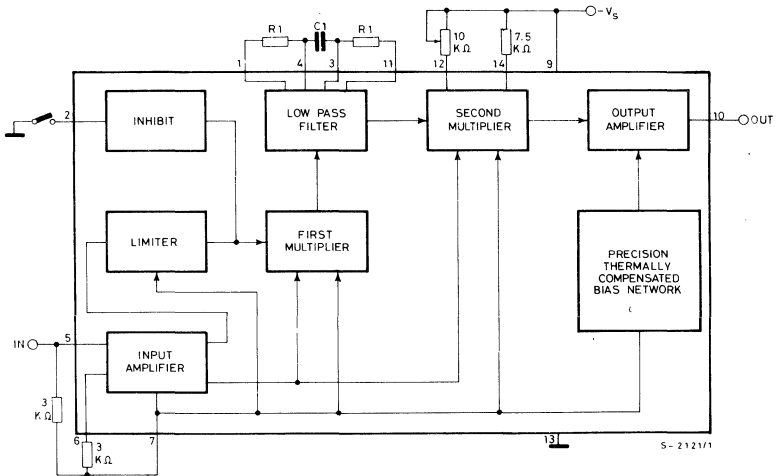 R1
C1
R1
10 KΩ
7.5 KΩ
-Vs
1
4
3
11
12
14
9
2
INHIBIT
LOW PASS FILTER
SECOND MULTIPLIER
OUTPUT AMPLIFIER
10
OUT
LIMITER
FIRST MULTIPLIER
PRECISION THERMALLY COMPENSATED BIAS NETWORK
IN
5
INPUT AMPLIFIER
3 KΩ
6
3 KΩ
7
13
S-2121/1